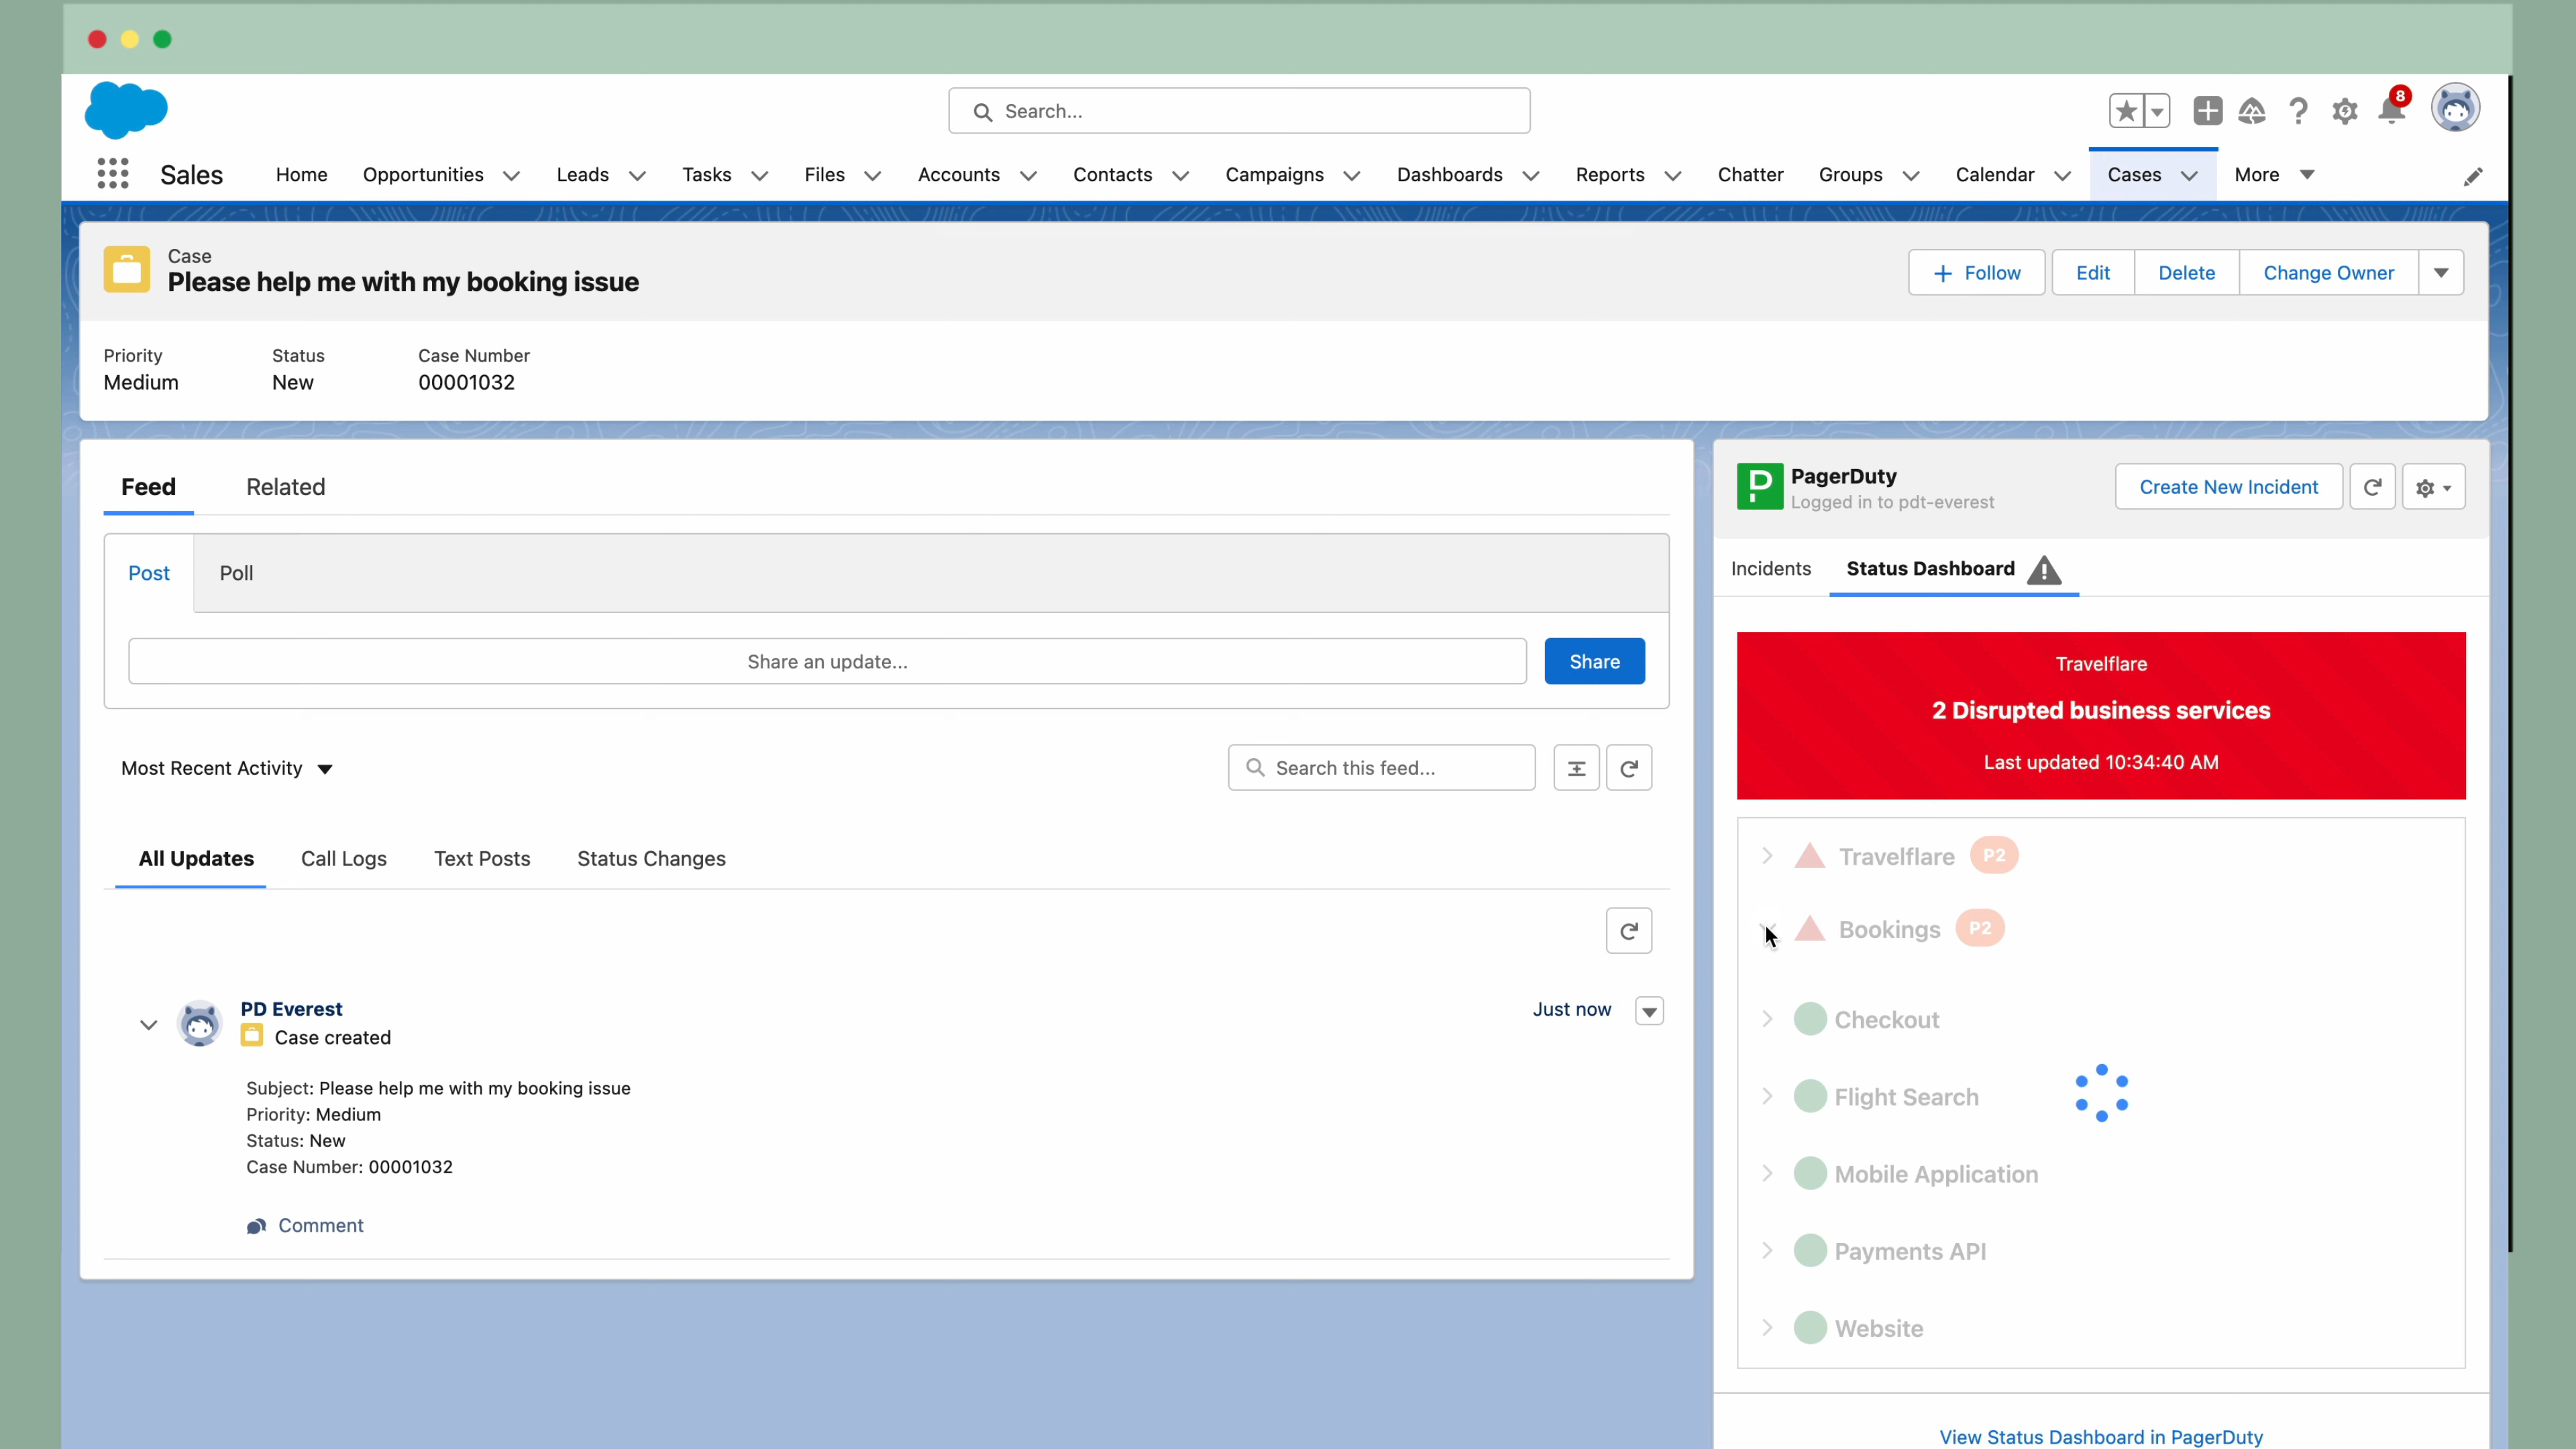 Search...
8
Sales
Home
Opportunities
Leads
Tasks
Files
Accounts
Contacts
Campaigns
Dashboards
Reports
Chatter
Groups
Calendar
Cases
More
Case
Please help me with my booking issue
Follow
Edit
Delete
Change Owner
Priority
Medium
Status
New
Case Number
00001032
Feed
Related
Post
Poll
Share an update...
Share
Most Recent Activity
Search this feed...
All Updates
Call Logs
Text Posts
Status Changes
PD Everest
Case created
Just now
Subject: Please help me with my booking issue
Priority: Medium
Status: New
Case Number: 00001032
Comment
P
PagerDuty
Logged in to pdt-everest
Create New Incident
Incidents
Status Dashboard
Travelflare
2 Disrupted business services
Last updated 10:34:40 AM
Travelflare P2
Bookings P2
Checkout
Flight Search
Mobile Application
Payments API
Website
View Status Dashboard in PagerDuty